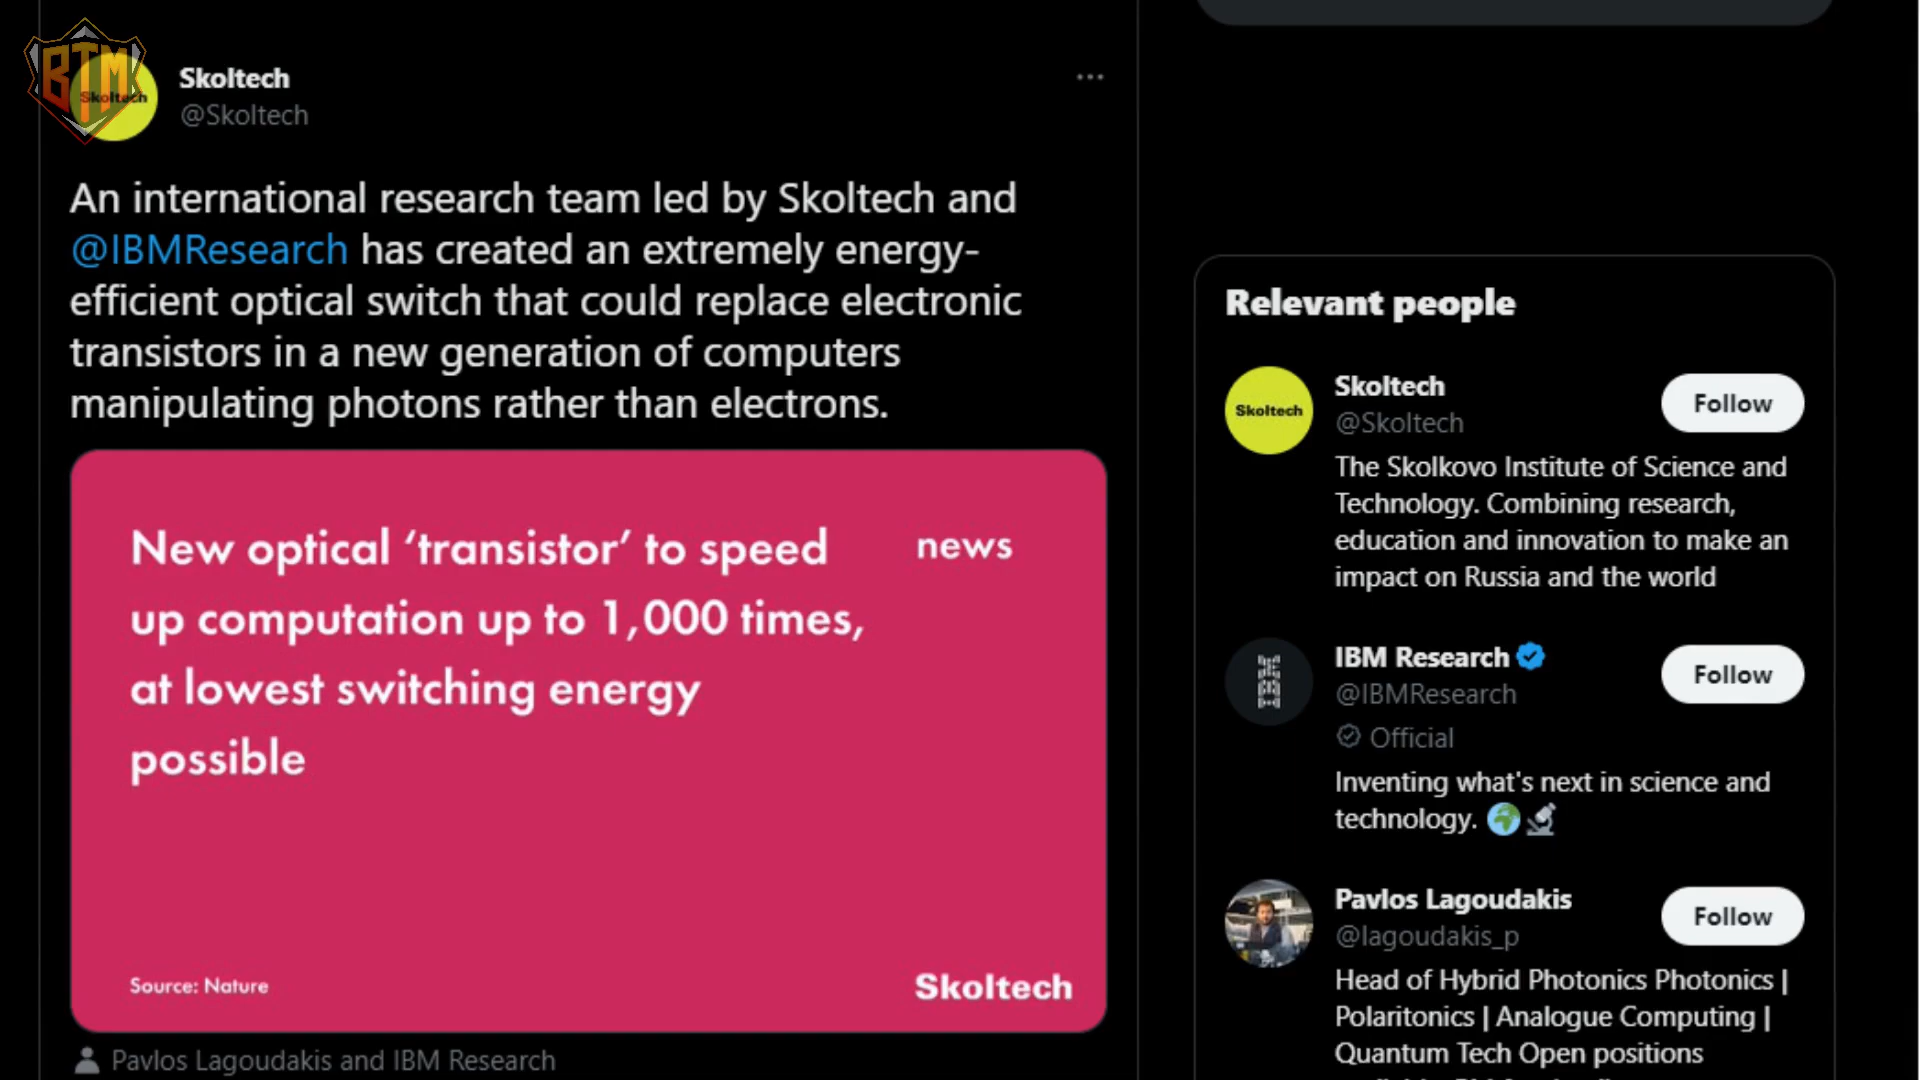 BTM
Skoltech
Skoltech
@Skoltech
An international research team led by Skoltech and
@IBMResearch has created an extremely energy-
efficient optical switch that could replace electronic
transistors in a new generation of computers
manipulating photons rather than electrons.
New optical ‘transistor’ to speed
up computation up to 1,000 times,
at lowest switching energy
possible
news
Source: Nature
Skoltech
Pavlos Lagoudakis and IBM Research
Relevant people
Skoltech
Skoltech
@Skoltech
Follow
The Skolkovo Institute of Science and
Technology. Combining research,
education and innovation to make an
impact on Russia and the world
IBM
IBM Research
@IBMResearch
Follow
Official
Inventing what's next in science and
technology.
Pavlos Lagoudakis
@lagoudakis_p
Follow
Head of Hybrid Photonics Photonics |
Polaritonics | Analogue Computing |
Quantum Tech Open positions